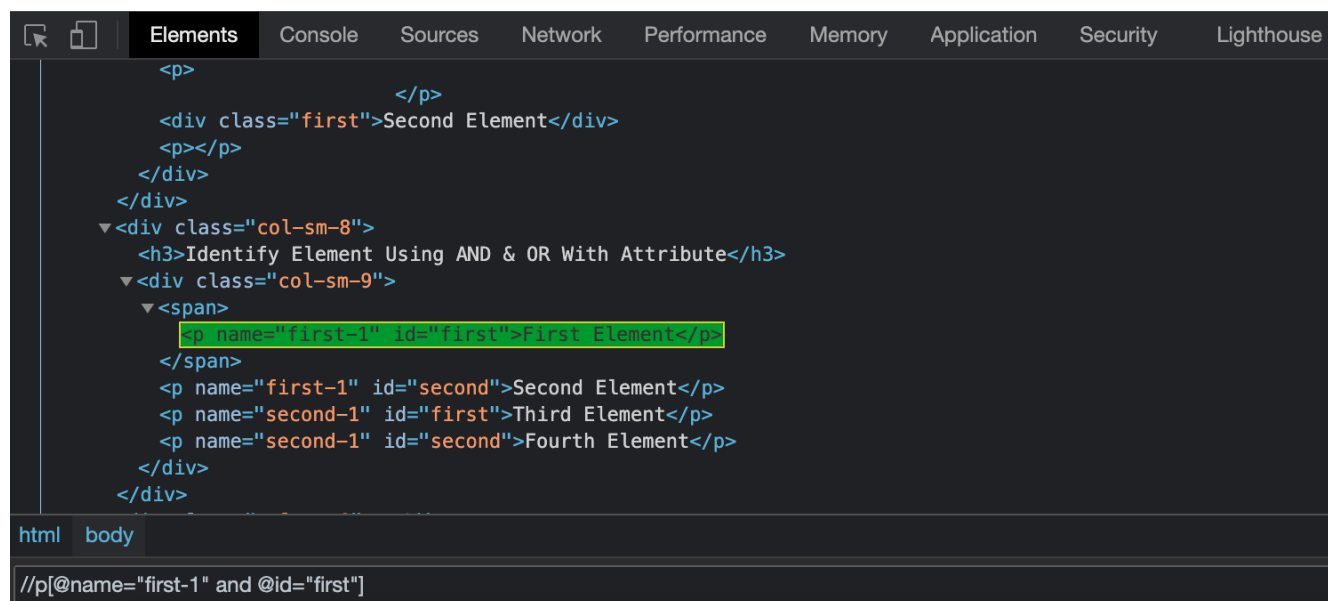 Elements Console Sources Network Performance Memory Application Security Lighthouse
<p>
</p>
<div class="first">Second Element</div>
<p></p>
</div>
</div>
<div class="col-sm-8">
<h3>Identify Element Using AND & OR With Attribute</h3>
<div class="col-sm-9">
<span>
<p name="first-1" id="first">First Element</p>
</span>
<p name="first-1" id="second">Second Element</p>
<p name="second-1" id="first">Third Element</p>
<p name="second-1" id="second">Fourth Element</p>
</div>
</div>
html body
//p[@name="first-1" and @id="first"]